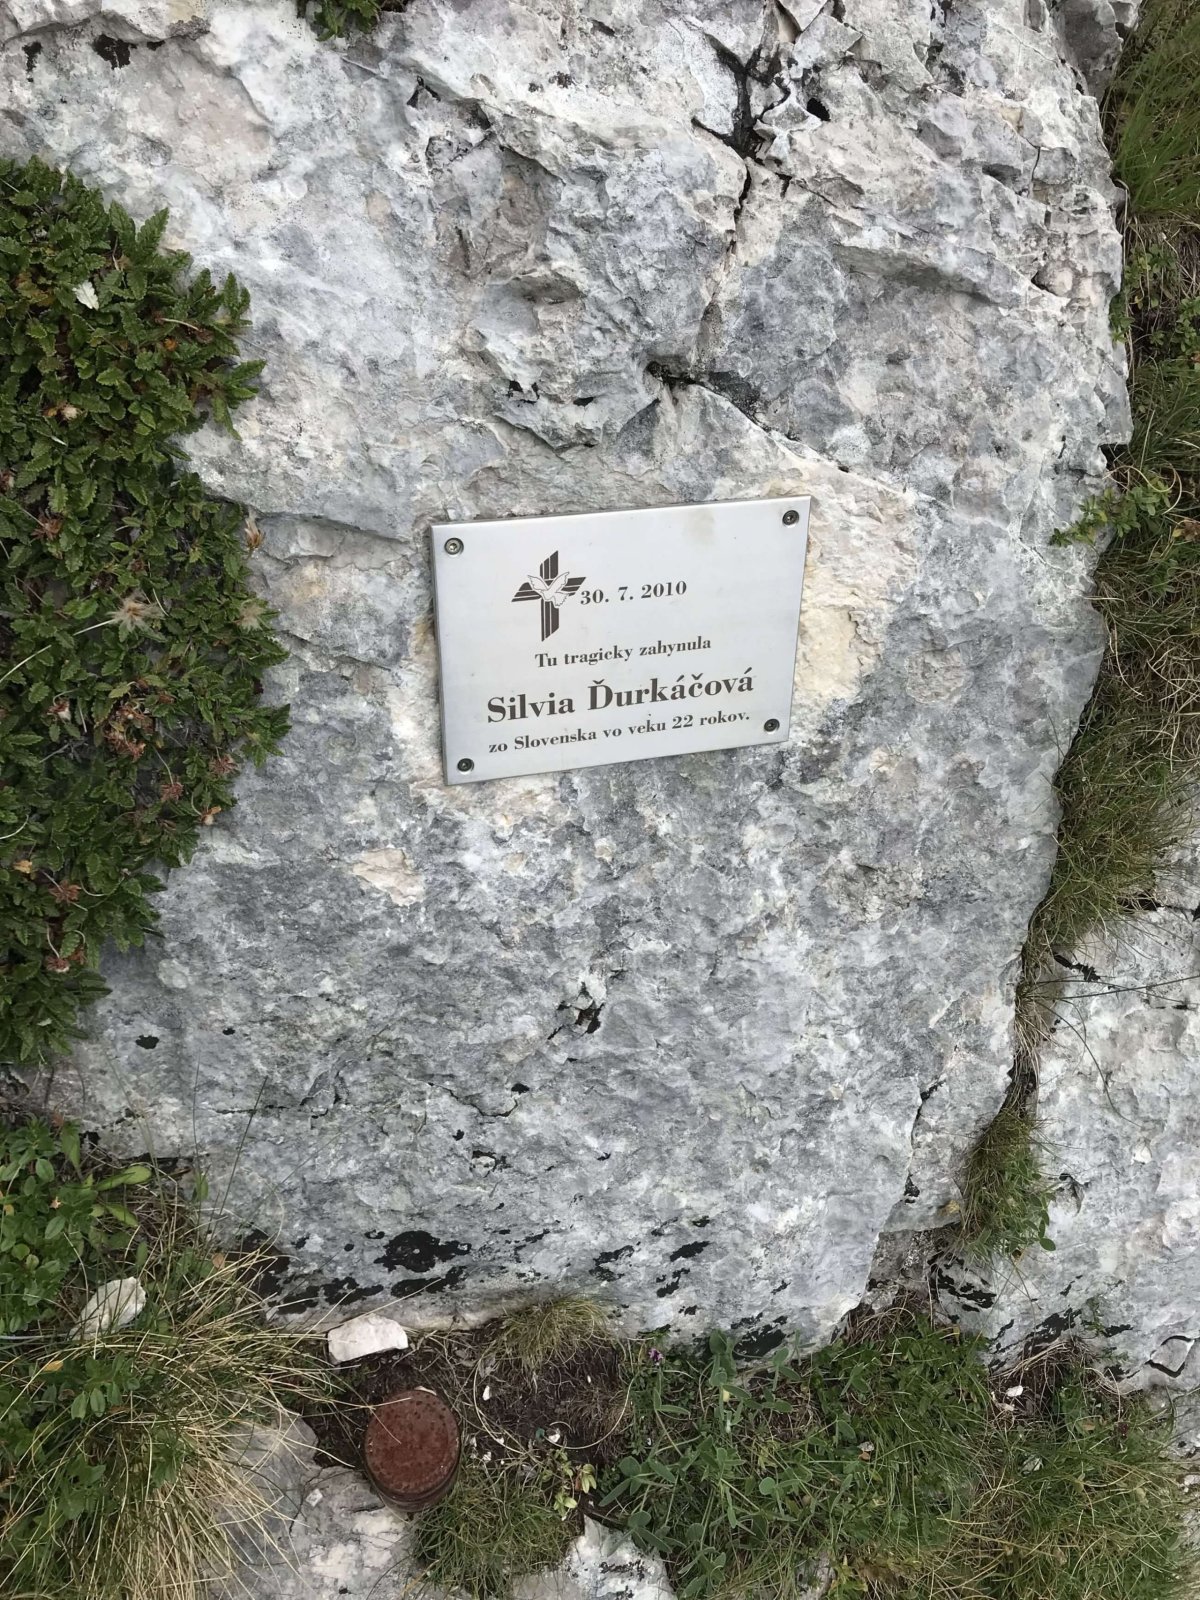 30. 7. 2010
Tu tragicky zahynula
Silvia Ďurkáčová
zo Slovenska vo veku 22 rokov.